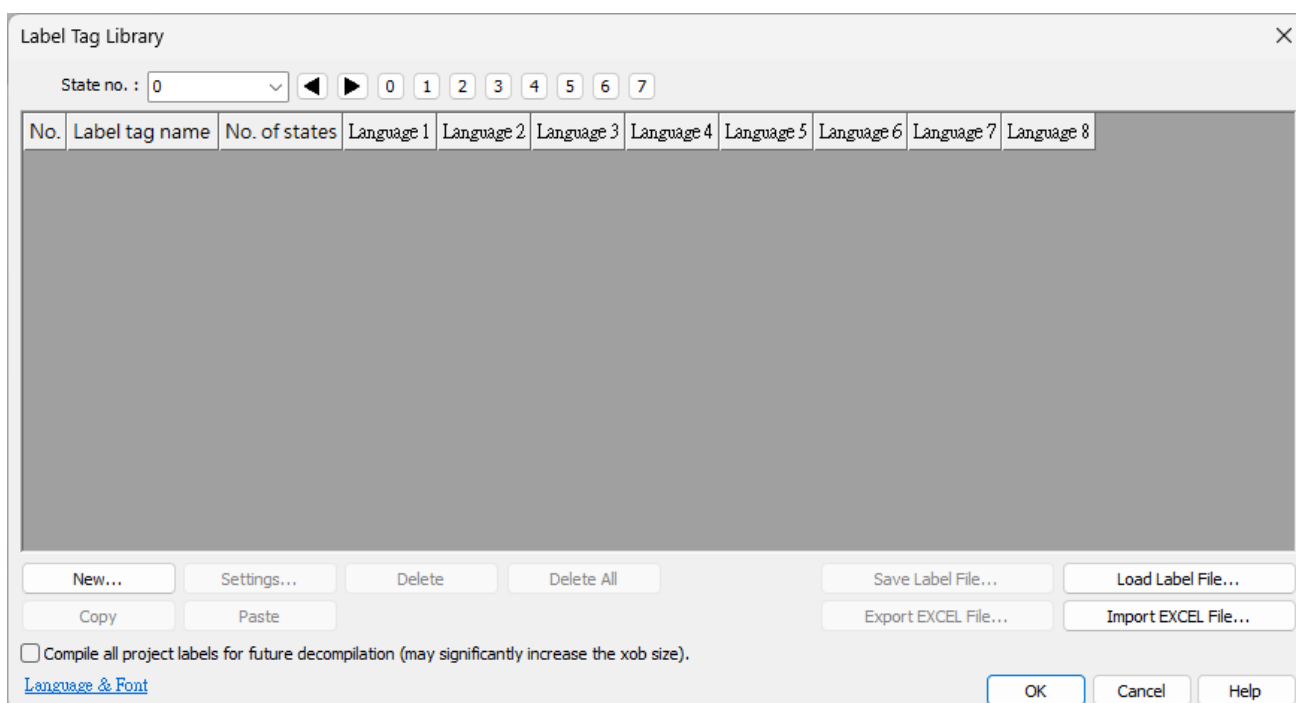 Label Tag Library
State no. : 0 0 1 2 3 4 5 6 7
No. Label tag name No. of states Language 1 Language 2 Language 3 Language 4 Language 5 Language 6 Language 7 Language 8
New... Settings... Delete Delete All Save Label File... Load Label File...
Copy Paste Export EXCEL File... Import EXCEL File...
Compile all project labels for future decompilation (may significantly increase the xob size).
Language & Font
OK Cancel Help